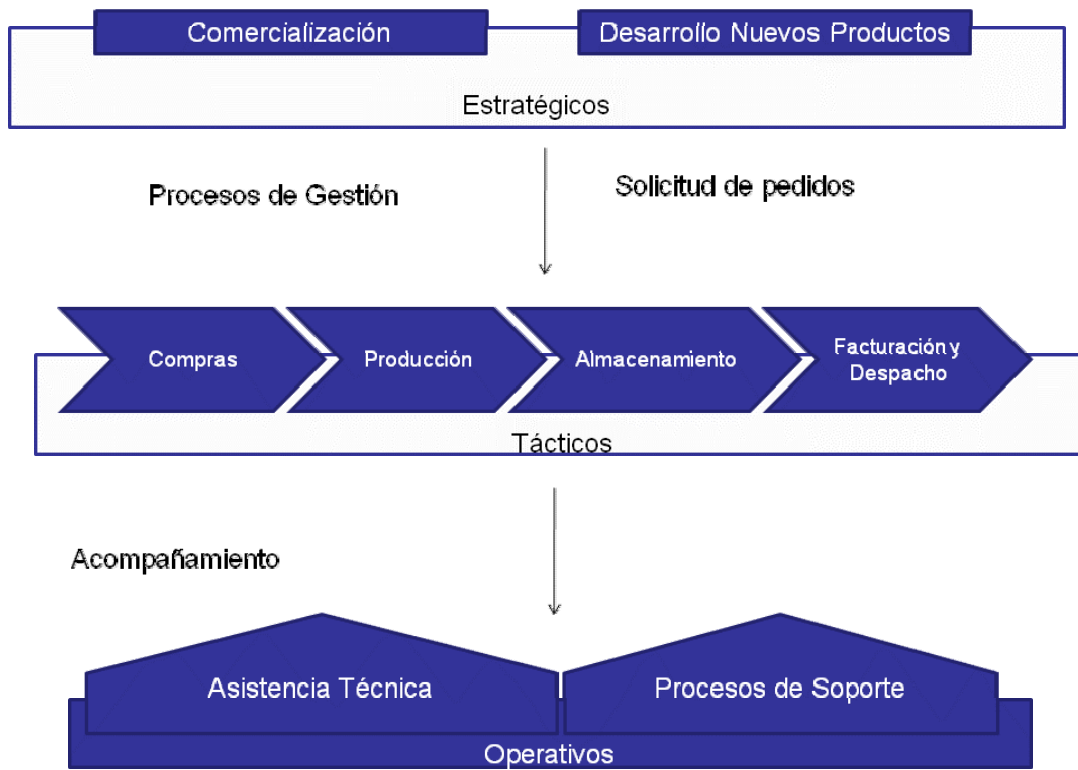 Comercialización
Desarrollo Nuevos Productos
Estratégicos
Procesos de Gestión
Solicitud de pedidos
Compras
Producción
Almacenamiento
Facturación y
Despacho
Tácticos
Acompañamiento
Asistencia Técnica
Procesos de Soporte
Operativos